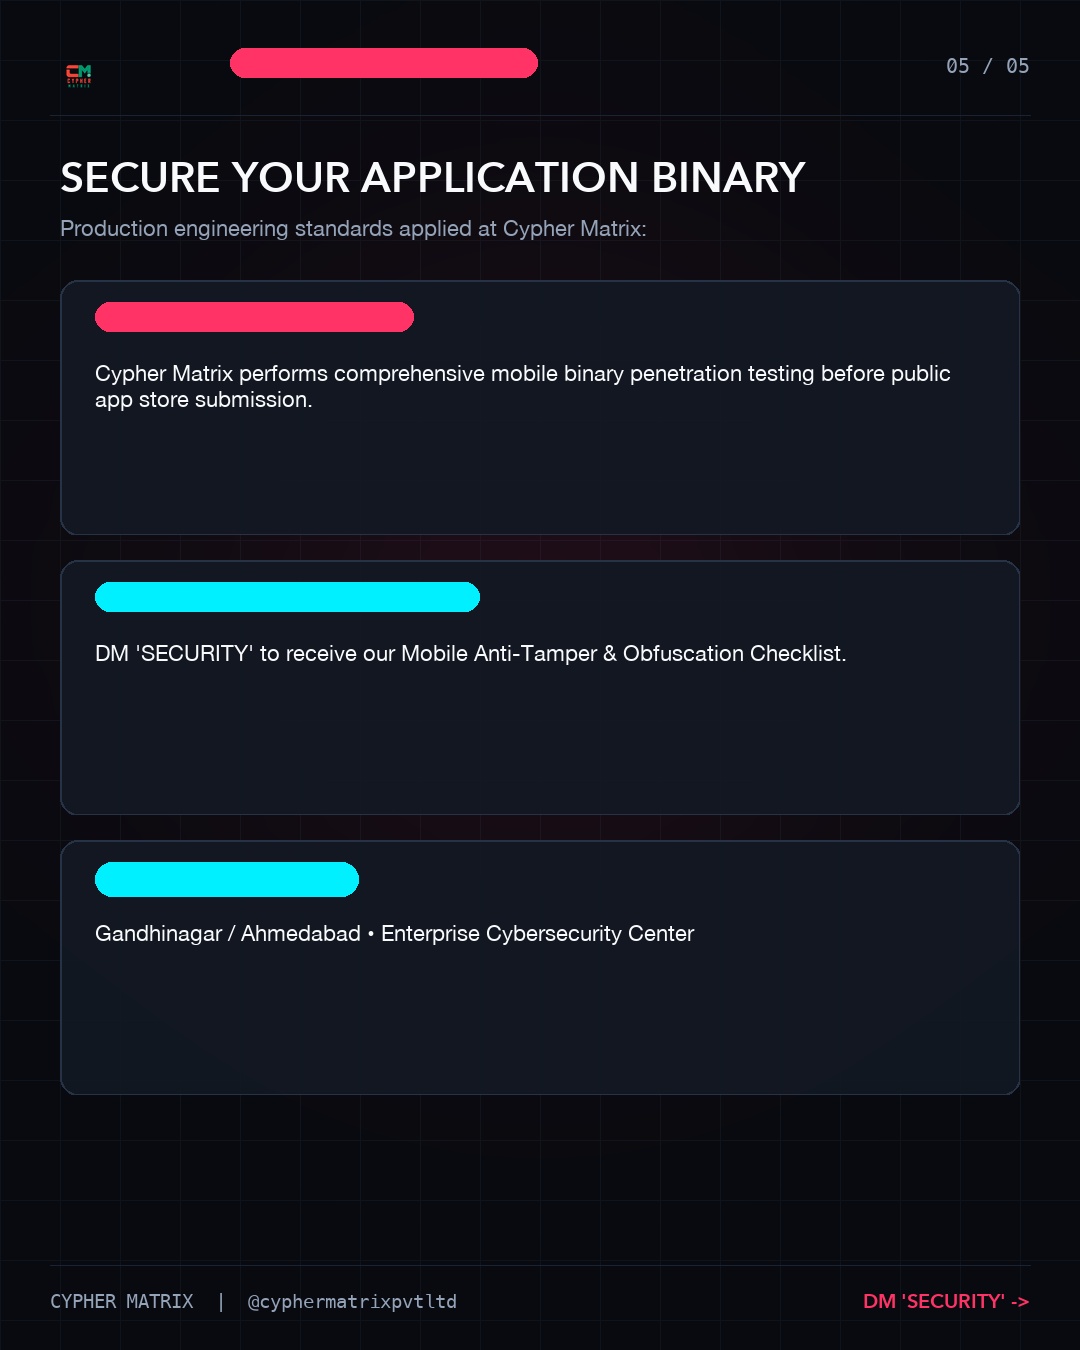 CM
CYPHER
MATRIX
05 / 05
SECURE YOUR APPLICATION BINARY
Production engineering standards applied at Cypher Matrix:
Cypher Matrix performs comprehensive mobile binary penetration testing before public
app store submission.
DM 'SECURITY' to receive our Mobile Anti-Tamper & Obfuscation Checklist.
Gandhinagar / Ahmedabad • Enterprise Cybersecurity Center
CYPHER MATRIX | @cyphermatrixpvtltd
DM 'SECURITY' ->